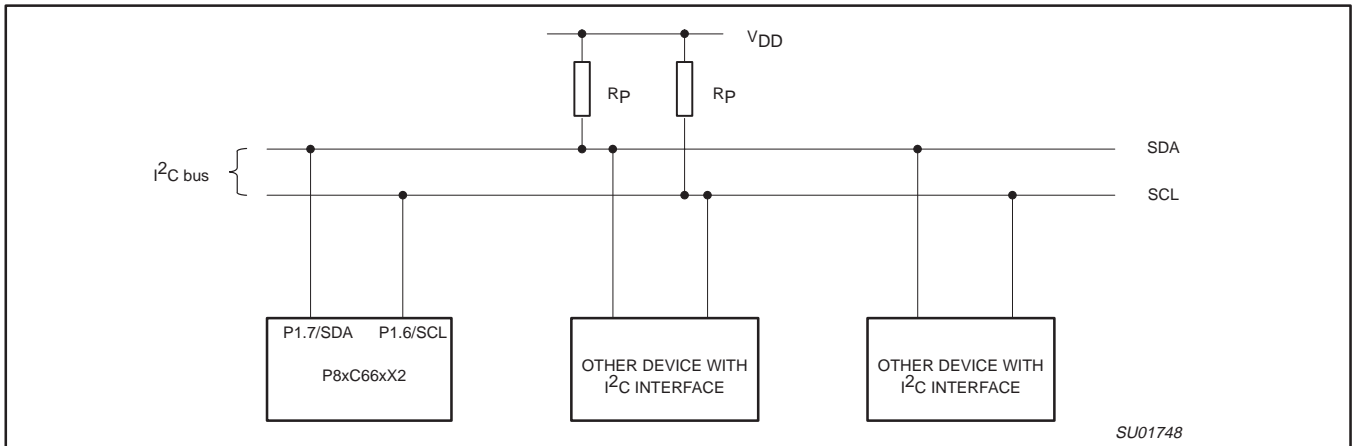 VDD
RP RP
SDA
I2C bus
SCL
P1.7/SDA P1.6/SCL
P8xC66xX2
OTHER DEVICE WITH
I2C INTERFACE
OTHER DEVICE WITH
I2C INTERFACE
SU01748